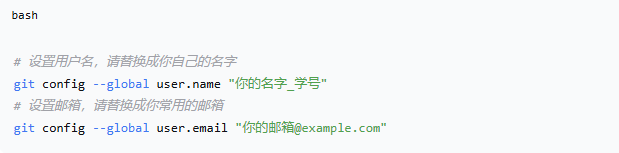 bash
# 设置用户名，请替换成你自己的名字
git config --global user.name "你的名字_学号"
# 设置邮箱，请替换成你常用的邮箱
git config --global user.email "你的邮箱@example.com"